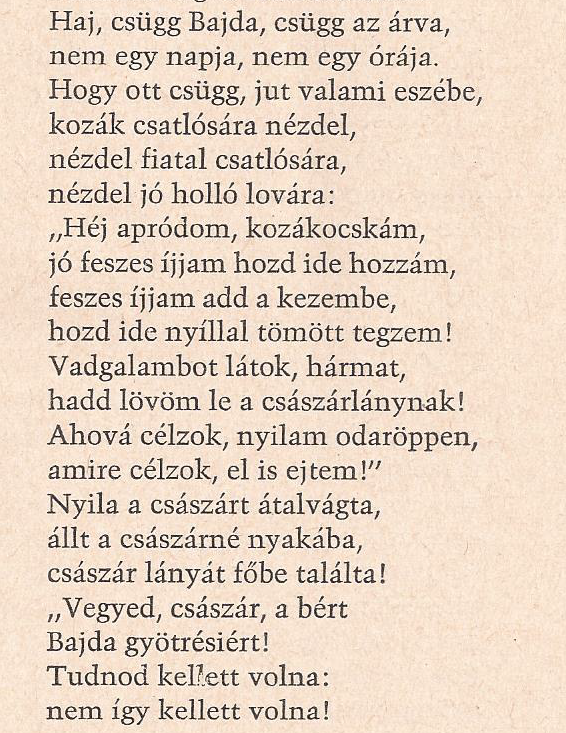 Haj, csügg Bajda, csügg az árva,
nem egy napja, nem egy órája.
Hogy ott csügg, jut valami eszébe,
kozák csatlósára nézdel,
nézdel fiatal csatlósára,
nézdel jó holló lovára:
„Héj apródom, kozákocskám,
jó feszes íjjam hozd ide hozzám,
feszes íjjam add a kezembe,
hozd ide nyíllal tömött tegzem!
Vadgalambot látok, hármat,
hadd lövöm le a császárlánynak!
Ahová célzok, nyilam odaröppen,
amire célzok, el is ejtem!”
Nyila a császárt átalvágta,
állt a császárné nyakába,
császár lányát főbe találta!
„Vegyed, császár, a bért
Bajda gyötrésiért!
Tudnod kellett volna:
nem így kellett volna!